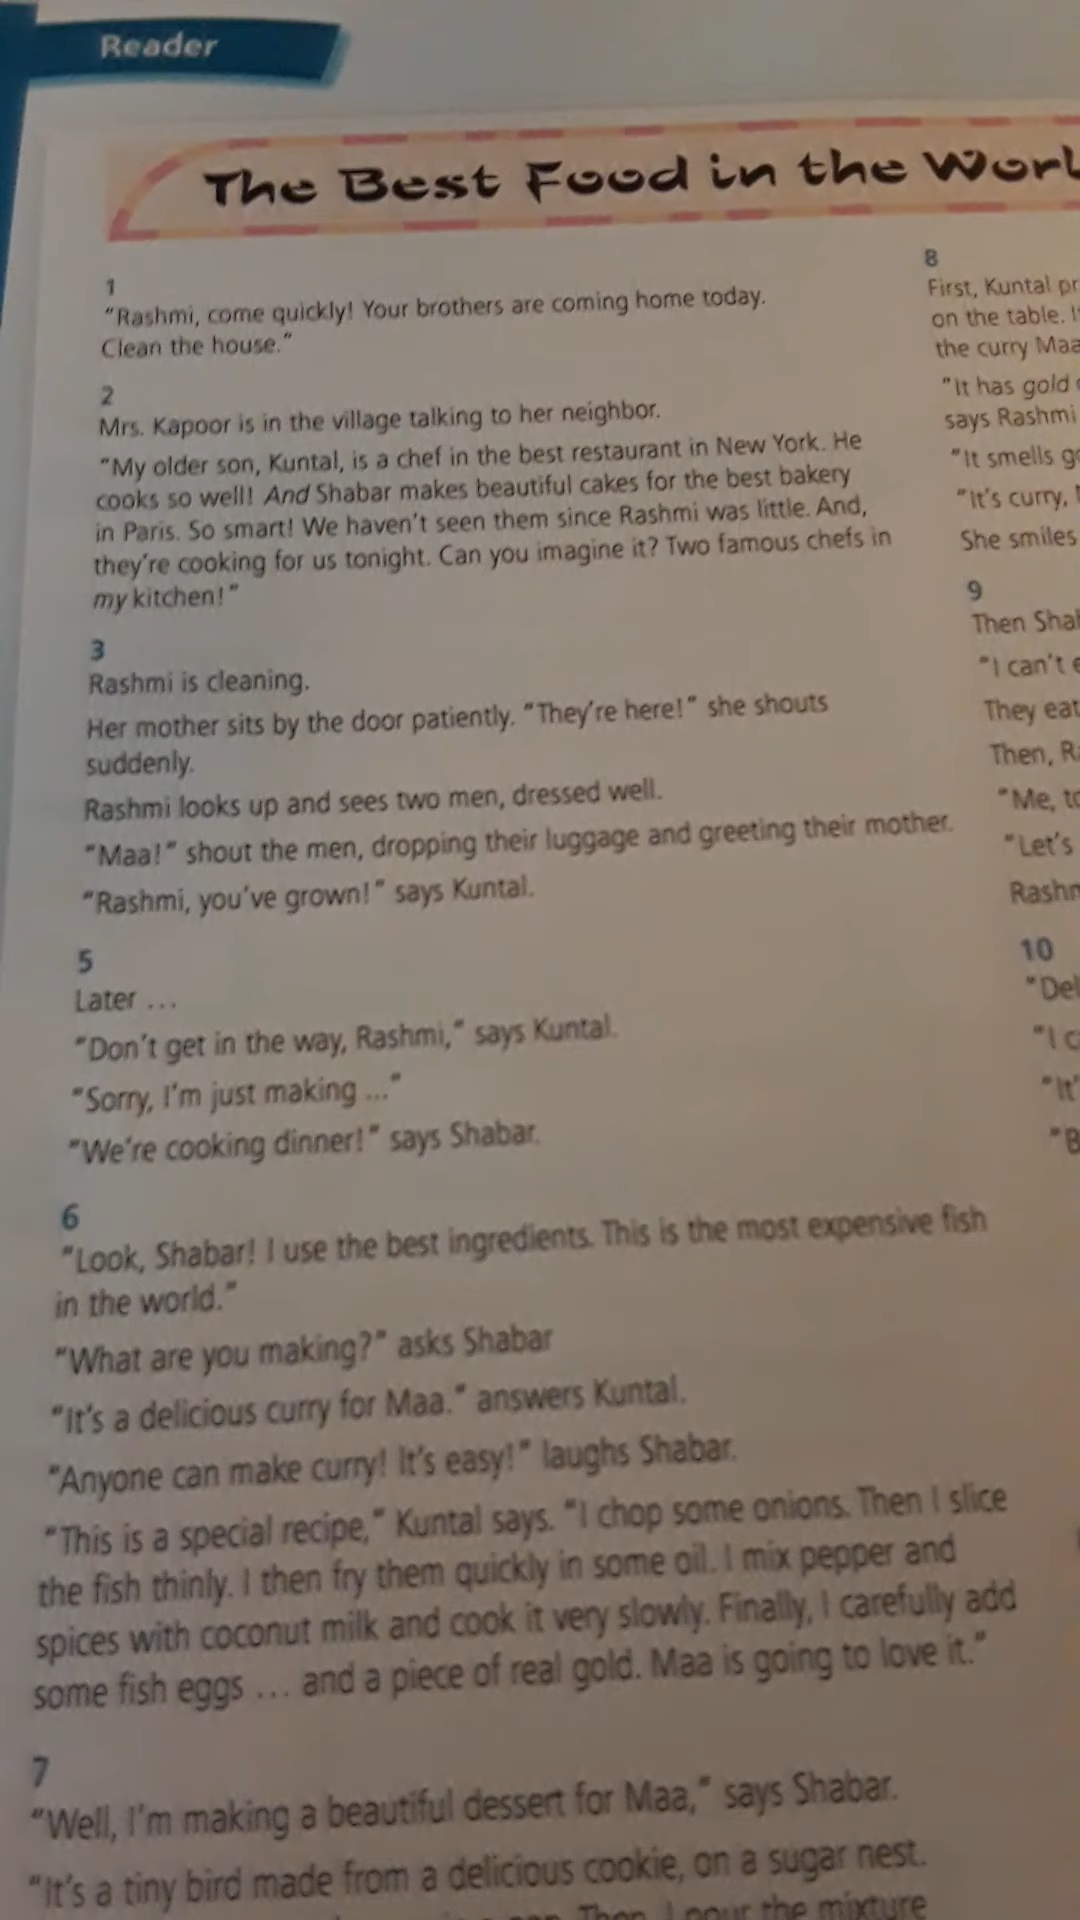 Reader
The Best Food in the
1
“Rashmi, come quickly! Your brothers are coming home today.
Clean the house.”
2
Mrs. Kapoor is in the village talking to her neighbor.
“My older son, Kuntal, is a chef in the best restaurant in New York. He
cooks so well! And Shabar makes beautiful cakes for the best bakery
in Paris. So smart! We haven’t seen them since Rashmi was little. And,
they’re cooking for us tonight. Can you imagine it? Two famous chefs in
my kitchen!”
3
Rashmi is cleaning.
Her mother sits by the door patiently. “They’re here!” she shouts
suddenly.
Rashmi looks up and sees two men, dressed well.
“Maa!” shout the men, dropping their luggage and greeting their mother.
“Rashmi, you’ve grown!” says Kuntal.
5
Later ...
“Don’t get in the way, Rashmi,” says Kuntal.
“Sorry, I’m just making ...”
“We’re cooking dinner!” says Shabar.
6
“Look, Shabar! I use the best ingredients. This is the most expensive fish
in the world.”
“What are you making?” asks Shabar
“It’s a delicious curry for Maa.” answers Kuntal.
“Anyone can make curry! It’s easy!” laughs Shabar.
“This is a special recipe,” Kuntal says. “I chop some onions. Then I slice
the fish thinly. I then fry them quickly in some oil. I mix pepper and
spices with coconut milk and cook it very slowly. Finally, I carefully add
some fish eggs ... and a piece of real gold. Maa is going to love it.”
7
“Well, I’m making a beautiful dessert for Maa,” says Shabar.
“It’s a tiny bird made from a delicious cookie, on a sugar nest.
Then, I pour the mixture
8
First, Kuntal
on the table.
the curry Maa
“It has gold
says Rashmi
“It smells
“It’s curry,
She smiles
9
Then
“I can’t
They eat
Then,
“Me,
“Let’s
10
“I